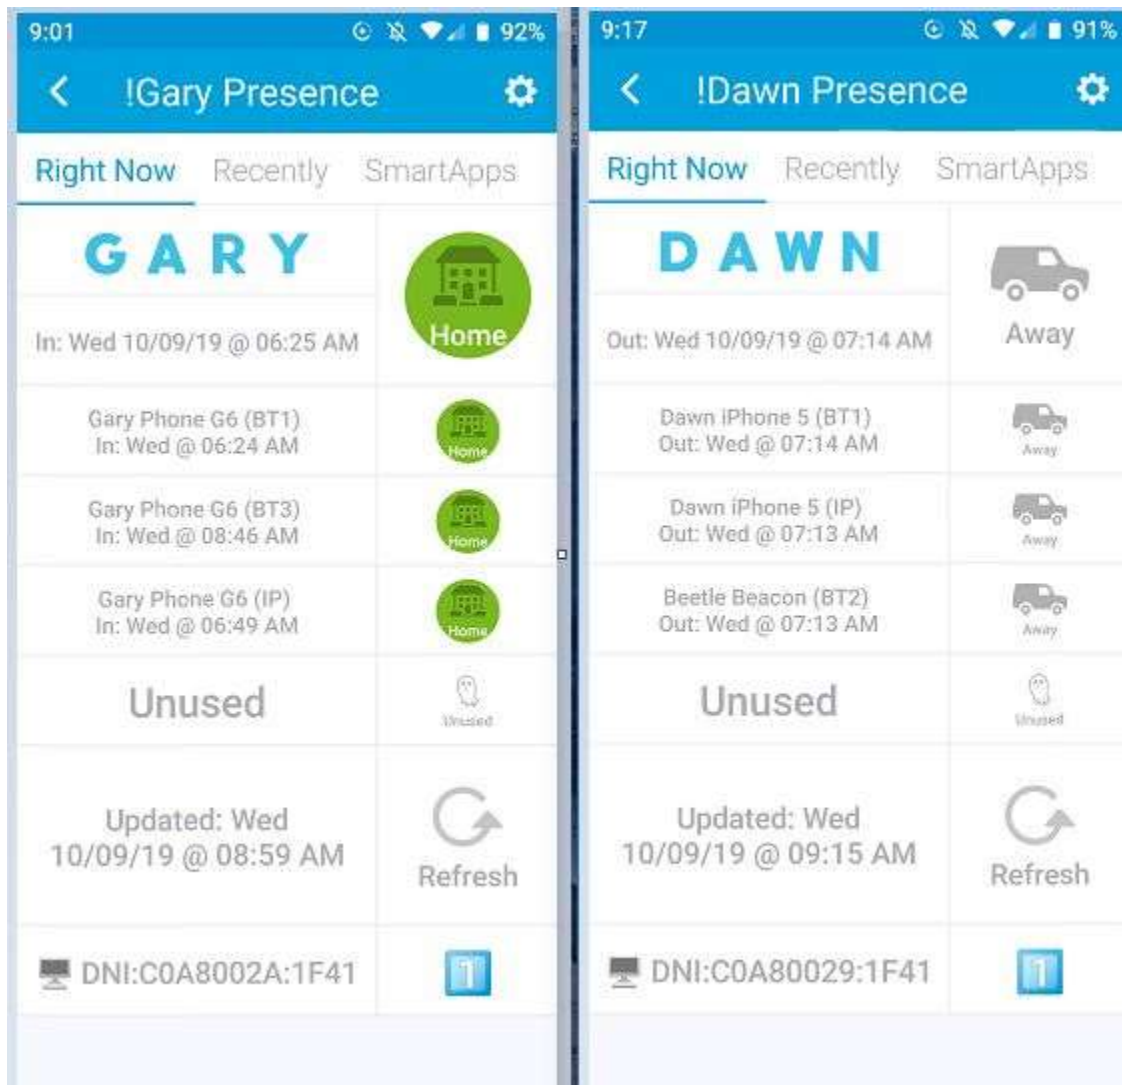 9:01
92%
!Gary Presence
Right Now
Recently
SmartApps
GARY
Home
In: Wed 10/09/19 @ 06:25 AM
Gary Phone G6 (BT1)
In: Wed @ 06:24 AM
Home
Gary Phone G6 (BT3)
In: Wed @ 08:46 AM
Home
Gary Phone G6 (IP)
In: Wed @ 06:49 AM
Home
Unused
Unused
Updated: Wed
10/09/19 @ 08:59 AM
Refresh
DNI:C0A8002A:1F41
1
9:17
91%
!Dawn Presence
Right Now
Recently
SmartApps
DAWN
Away
Out: Wed 10/09/19 @ 07:14 AM
Dawn iPhone 5 (BT1)
Out: Wed @ 07:14 AM
Away
Dawn iPhone 5 (IP)
Out: Wed @ 07:13 AM
Away
Beetle Beacon (BT2)
Out: Wed @ 07:13 AM
Away
Unused
Unused
Updated: Wed
10/09/19 @ 09:15 AM
Refresh
DNI:C0A80029:1F41
1